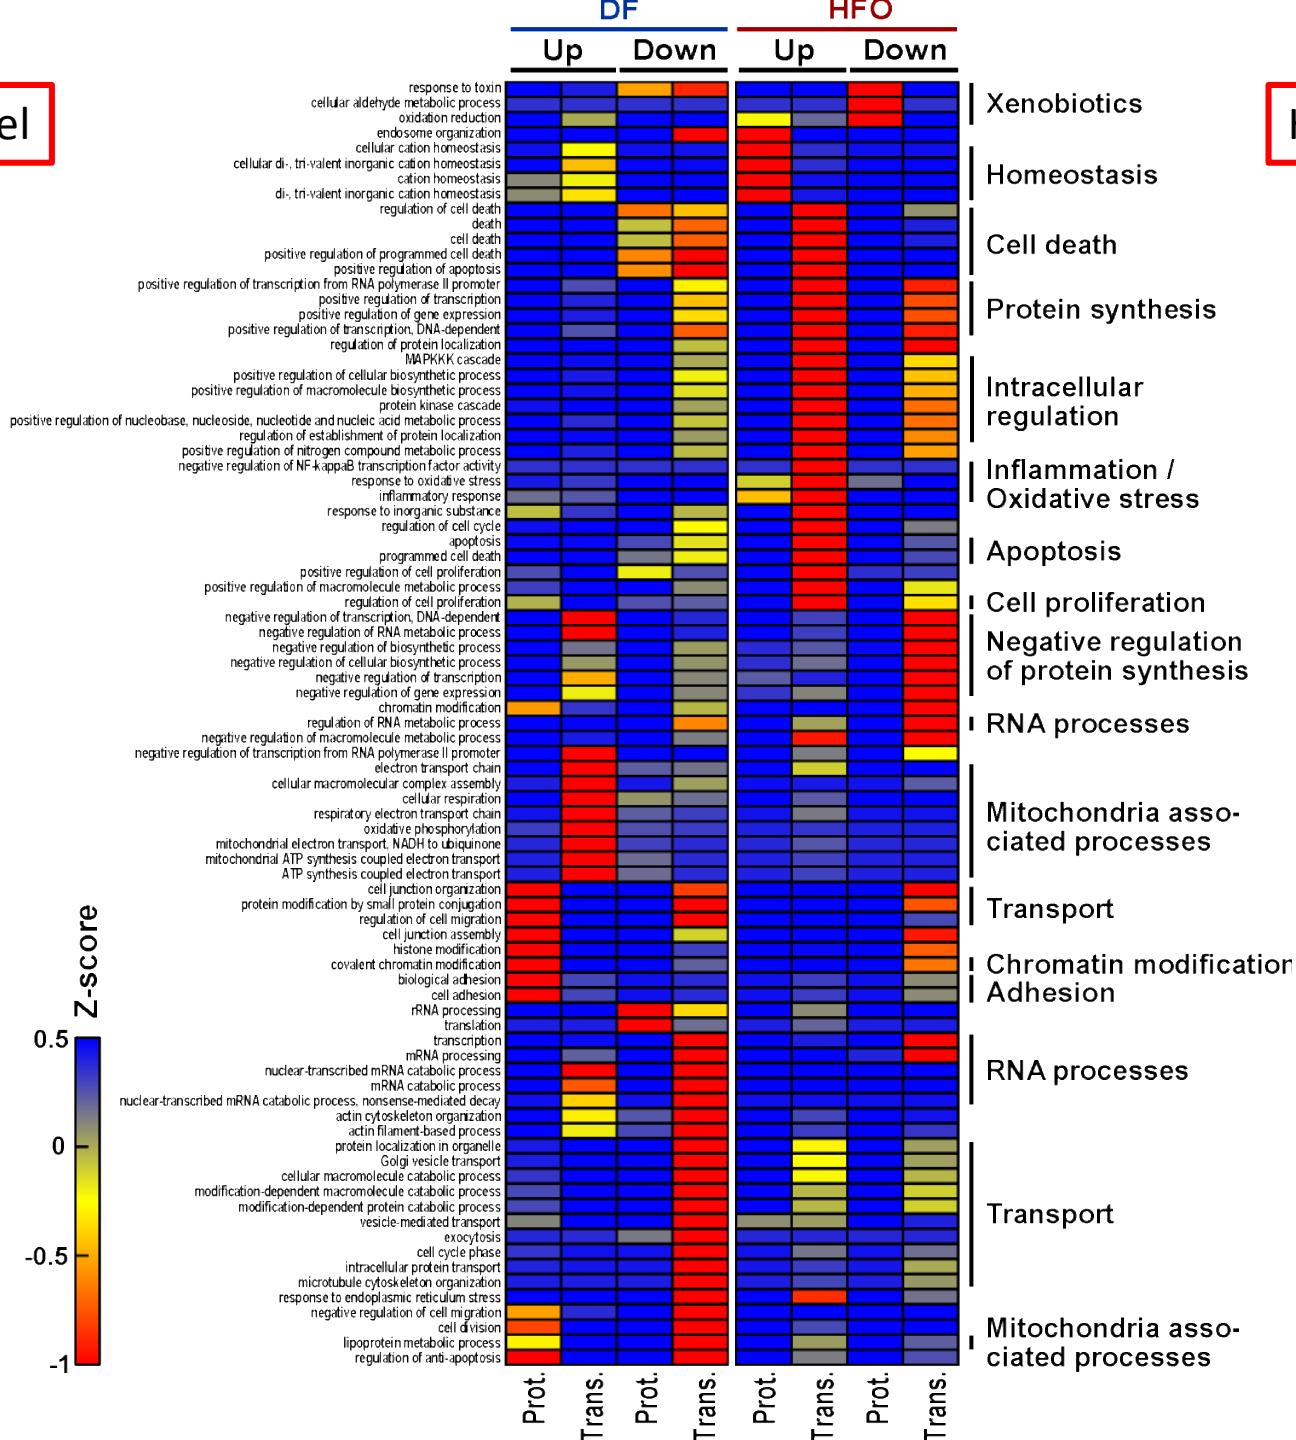 DF
HFO
Up
Down
Up
Down
el
response to toxin
cellular aldehyde metabolic process
oxidation reduction
endosome organization
cellular cation homeostasis
cellular di-, tri-valent inorganic cation homeostasis
cation homeostasis
di-, tri-valent inorganic cation homeostasis
regulation of cell death
death
cell death
positive regulation of programmed cell death
positive regulation of apoptosis
positive regulation of transcription from RNA polymerase II promoter
positive regulation of transcription
positive regulation of gene expression
positive regulation of transcription, DNA-dependent
regulation of protein localization
MAPKKK cascade
positive regulation of cellular biosynthetic process
positive regulation of macromolecule biosynthetic process
protein kinase cascade
positive regulation of nucleobase, nucleoside, nucleotide and nucleic acid metabolic process
regulation of establishment of protein localization
positive regulation of nitrogen compound metabolic process
negative regulation of NF-kappaB transcription factor activity
response to oxidative stress
inflammatory response
response to inorganic substance
regulation of cell cycle
apoptosis
programmed cell death
positive regulation of cell proliferation
positive regulation of macromolecule metabolic process
regulation of cell proliferation
negative regulation of transcription, DNA-dependent
negative regulation of RNA metabolic process
negative regulation of biosynthetic process
negative regulation of cellular biosynthetic process
negative regulation of transcription
negative regulation of gene expression
chromatin modification
regulation of RNA metabolic process
negative regulation of macromolecule metabolic process
negative regulation of transcription from RNA polymerase II promoter
electron transport chain
cellular macromolecular complex assembly
cellular respiration
respiratory electron transport chain
oxidative phosphorylation
mitochondrial electron transport, NADH to ubiquinone
mitochondrial ATP synthesis coupled electron transport
ATP synthesis coupled electron transport
cell junction organization
protein modification by small protein conjugation
regulation of cell migration
cell junction assembly
histone modification
covalent chromatin modification
biological adhesion
cell adhesion
rRNA processing
translation
transcription
mRNA processing
nuclear-transcribed mRNA catabolic process
mRNA catabolic process
nuclear-transcribed mRNA catabolic process, nonsense-mediated decay
actin cytoskeleton organization
actin filament-based process
protein localization in organelle
Golgi vesicle transport
cellular macromolecule catabolic process
modification-dependent macromolecule catabolic process
modification-dependent protein catabolic process
vesicle-mediated transport
exocytosis
cell cycle phase
intracellular protein transport
microtubule cytoskeleton organization
response to endoplasmic reticulum stress
negative regulation of cell migration
cell division
lipoprotein metabolic process
regulation of anti-apoptosis
Xenobiotics
Homeostasis
Cell death
Protein synthesis
Intracellular
regulation
Inflammation /
Oxidative stress
Apoptosis
Cell proliferation
Negative regulation
of protein synthesis
RNA processes
Mitochondria asso-
ciated processes
Transport
Chromatin modification
Adhesion
RNA processes
Transport
Mitochondria asso-
ciated processes
Z-score
0.5
0
-0.5
-1
Prot.
Trans.
Prot.
Trans.
Prot.
Trans.
Prot.
Trans.